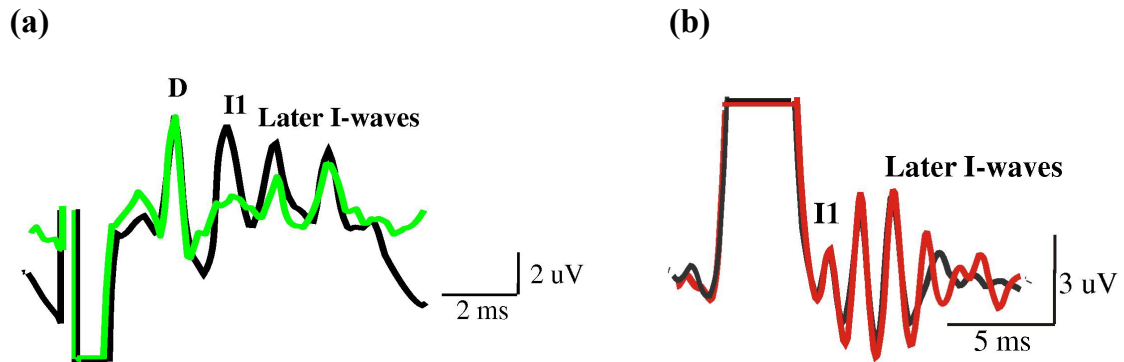 (a)
D
I1
Later I-waves
2 uV
2 ms
(b)
Later I-waves
I1
3 uV
5 ms